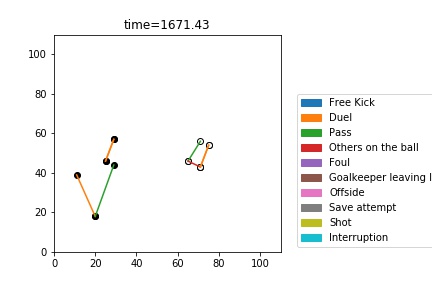 time=1671.43
100
80
60
40
20
0
0 20 40 60 80 100
Free Kick
Duel
Pass
Others on the ball
Foul
Goalkeeper leaving l
Offside
Save attempt
Shot
Interruption